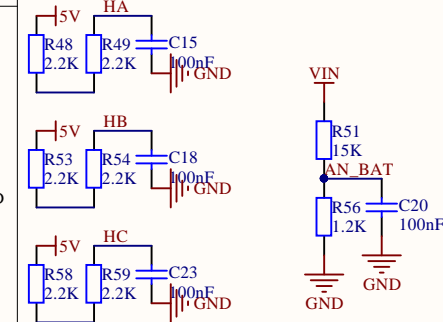 HA
5V
R48
2.2K
R49
2.2K
C15
100nF
GND
HB
5V
R53
2.2K
R54
2.2K
C18
100nF
GND
HC
5V
R58
2.2K
R59
2.2K
C23
100nF
GND
VIN
R51
15K
AN_BAT
R56
1.2K
C20
100nF
GND
GND